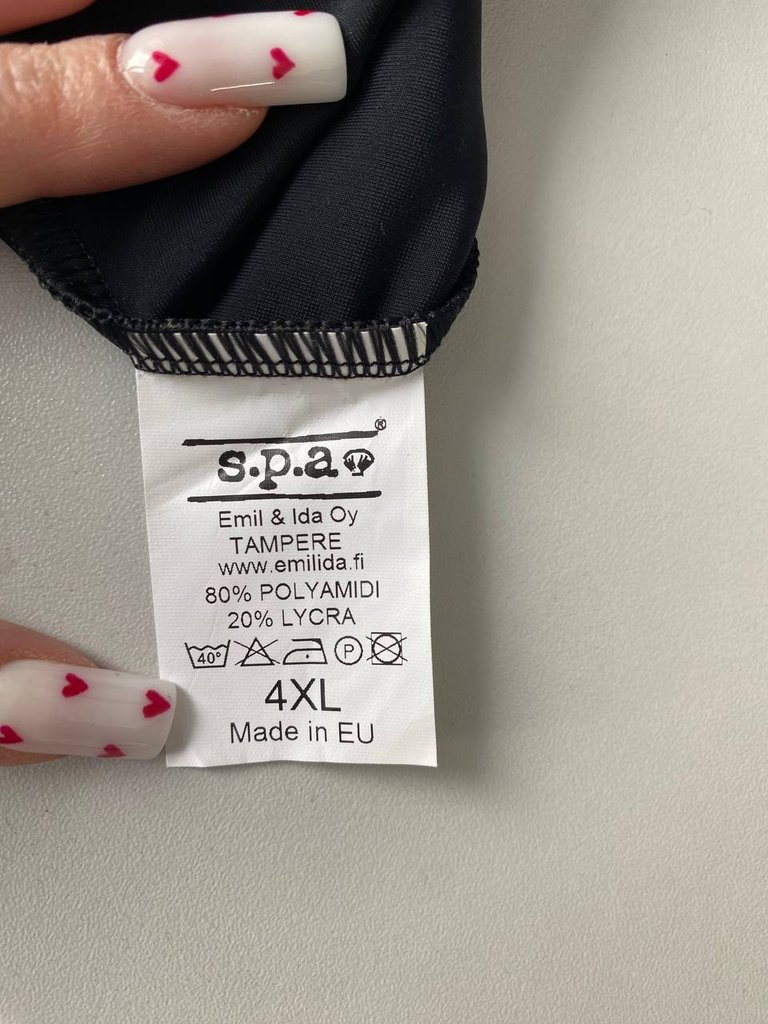 ®
s.p.a
Emil & Ida Oy
TAMPERE
www.emilida.fi
80% POLYAMIDI
20% LYCRA
40° P
4XL
Made in EU